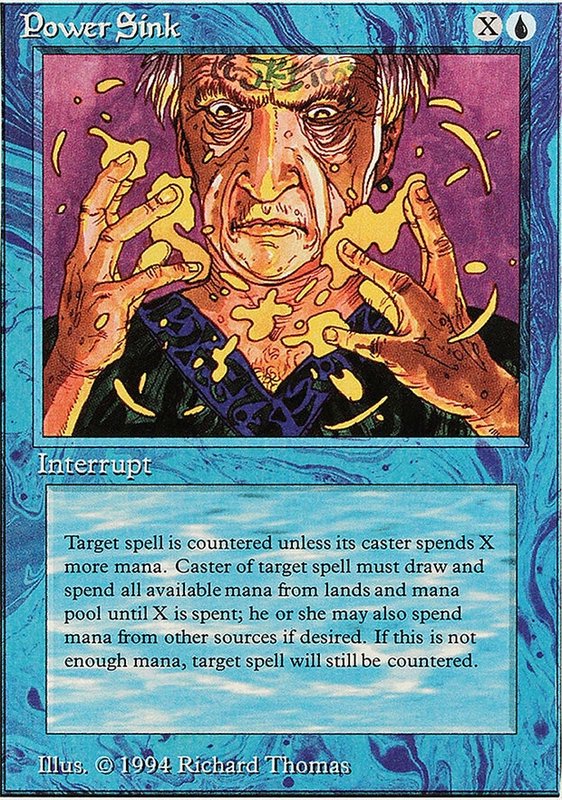 Power Sink
X
Interrupt
Target spell is countered unless its caster spends X
more mana. Caster of target spell must draw and
spend all available mana from lands and mana
pool until X is spent; he or she may also spend
mana from other sources if desired. If this is not
enough mana, target spell will still be countered.
Illus. © 1994 Richard Thomas